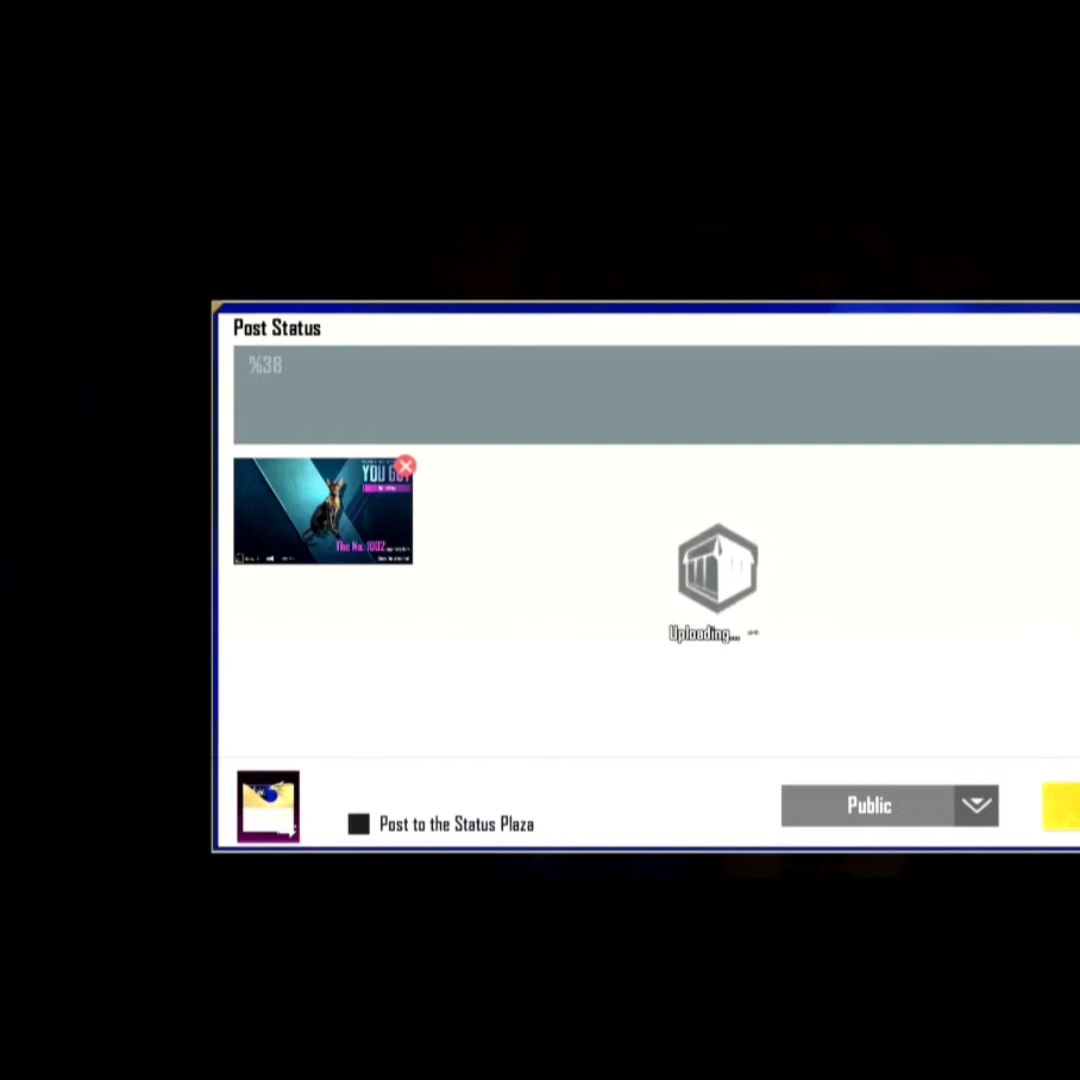 Post Status
%38
YOU GOT
The No. 1002
Uploading...
Public
Post to the Status Plaza